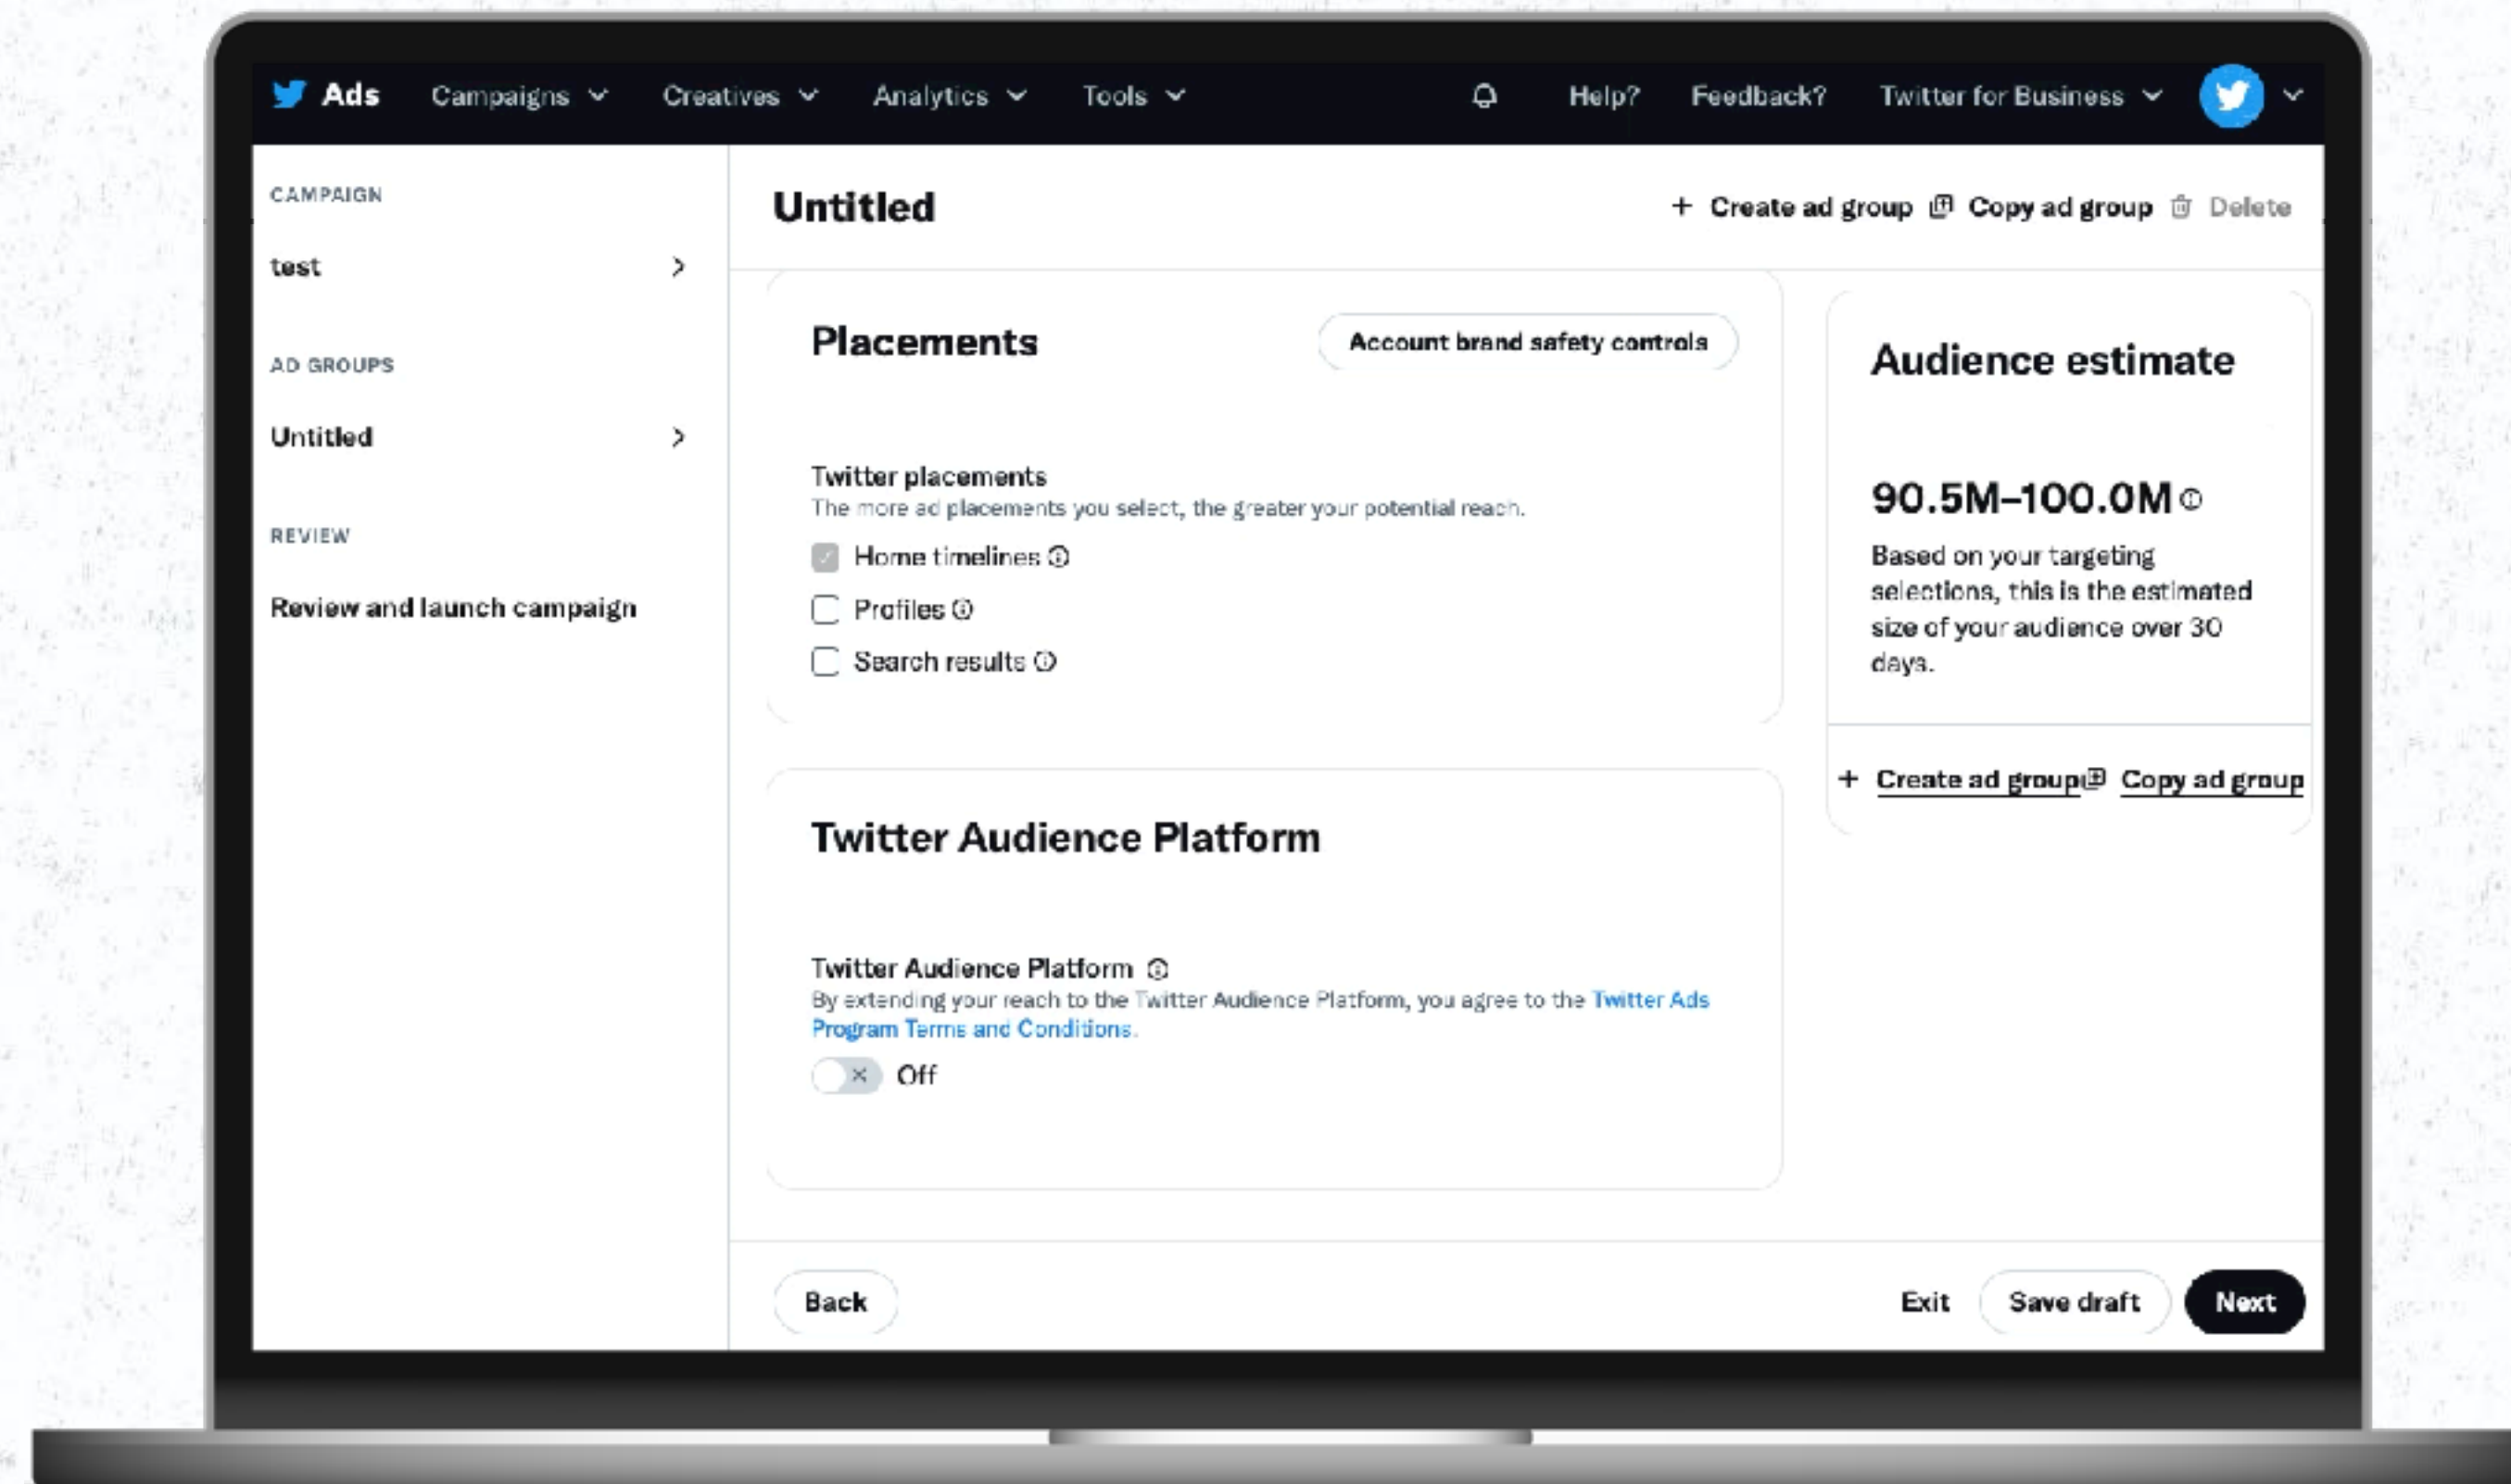 Ads Campaigns Creatives Analytics Tools Help? Feedback? Twitter for Business
CAMPAIGN
test
AD GROUPS
Untitled
REVIEW
Review and launch campaign
Untitled
+ Create ad group Copy ad group Delete
Placements
Account brand safety controls
Twitter placements
The more ad placements you select, the greater your potential reach.
Home timelines
Profiles
Search results
Twitter Audience Platform
Twitter Audience Platform
By extending your reach to the Twitter Audience Platform, you agree to the Twitter Ads
Program Terms and Conditions.
Off
Audience estimate
90.5M–100.0M
Based on your targeting
selections, this is the estimated
size of your audience over 30
days.
+ Create ad group Copy ad group
Back
Exit
Save draft
Next